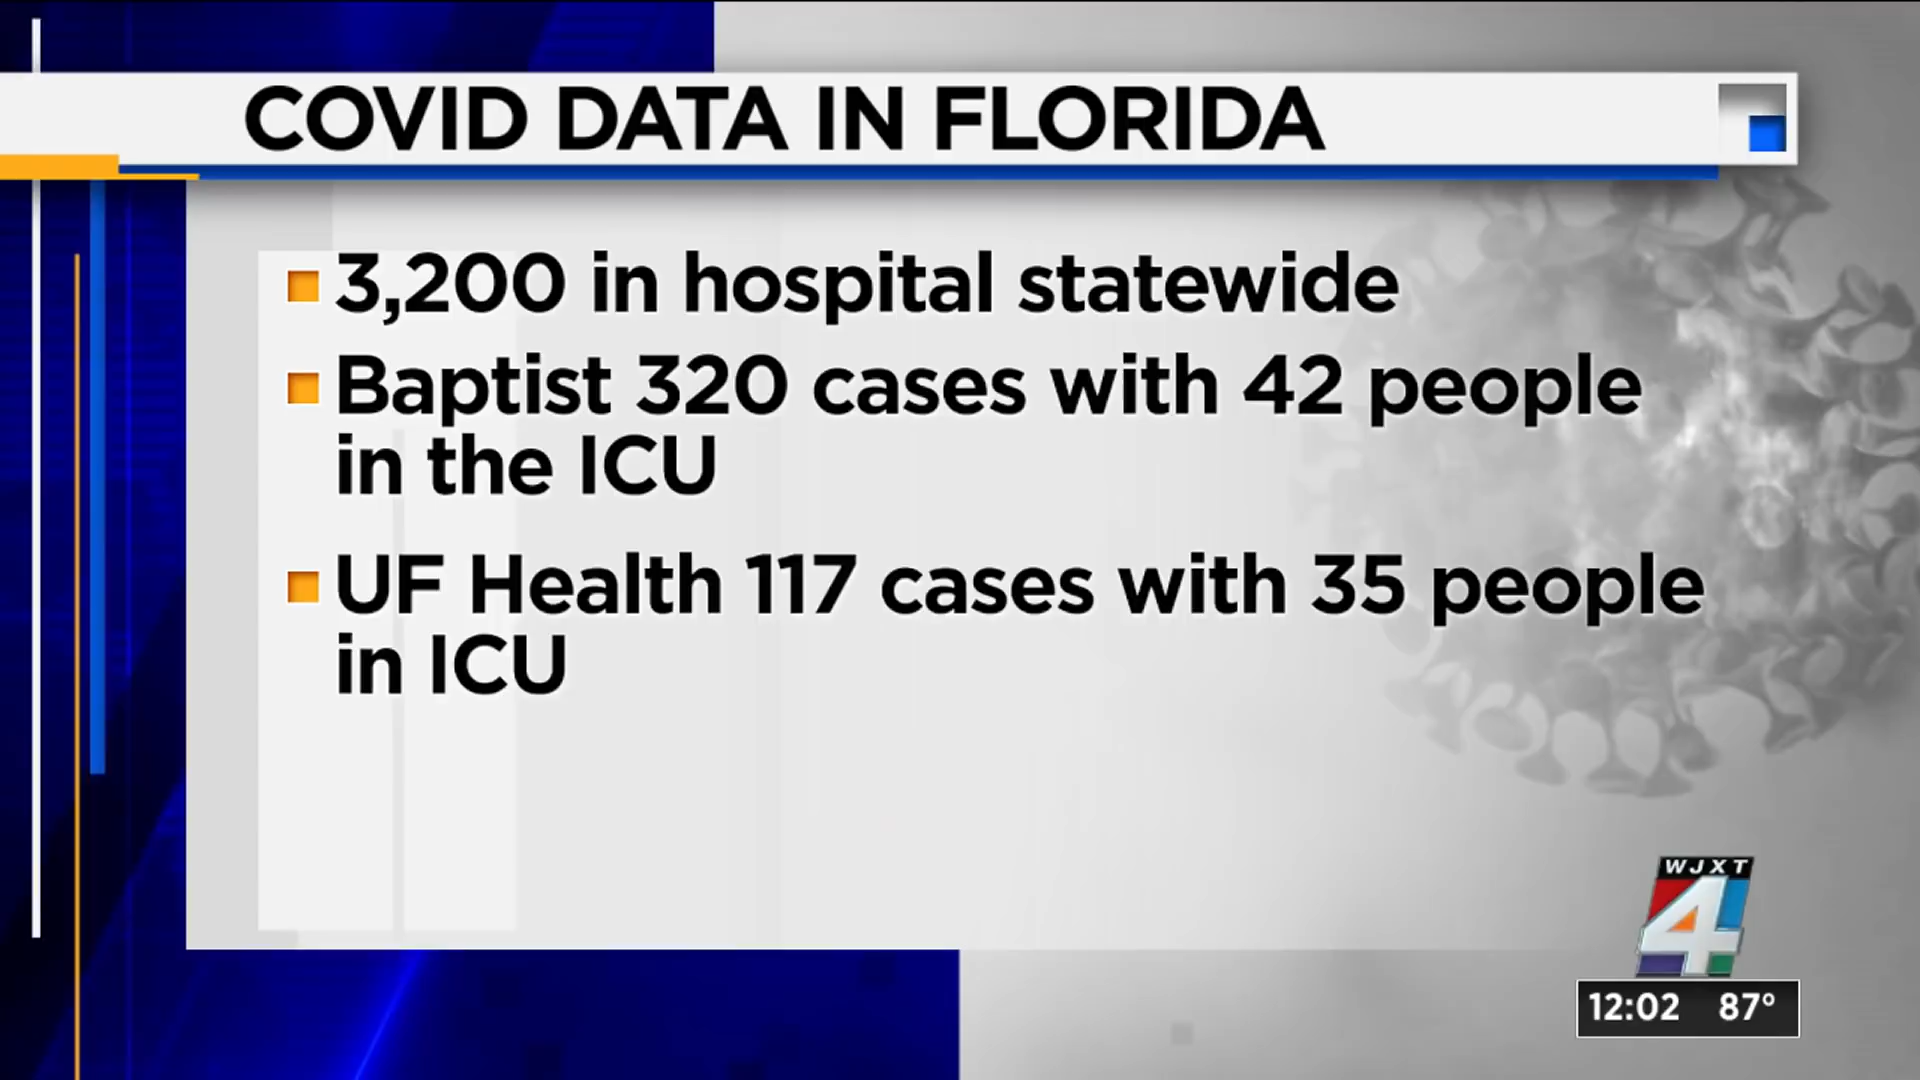 COVID DATA IN FLORIDA
3,200 in hospital statewide
Baptist 320 cases with 42 people
in the ICU
UF Health 117 cases with 35 people
in ICU
WJXT
4
12:02 87°